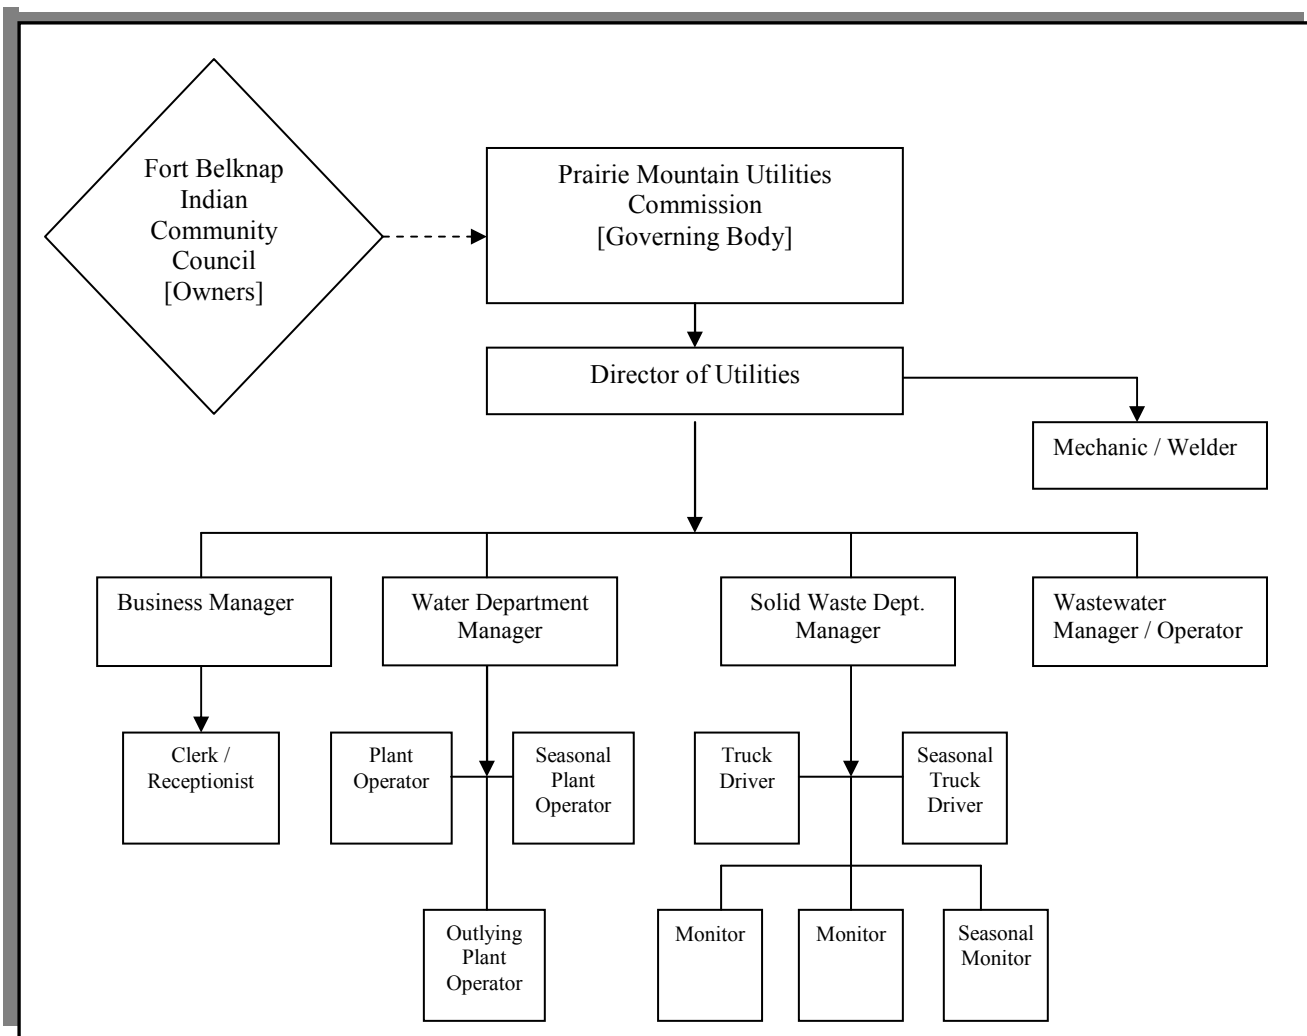 Fort Belknap
Indian
Community
Council
[Owners]
Prairie Mountain Utilities
Commission
[Governing Body]
Director of Utilities
Mechanic / Welder
Business Manager
Water Department
Manager
Solid Waste Dept.
Manager
Wastewater
Manager / Operator
Clerk /
Receptionist
Plant
Operator
Seasonal
Plant
Operator
Truck
Driver
Seasonal
Truck
Driver
Outlying
Plant
Operator
Monitor
Monitor
Seasonal
Monitor